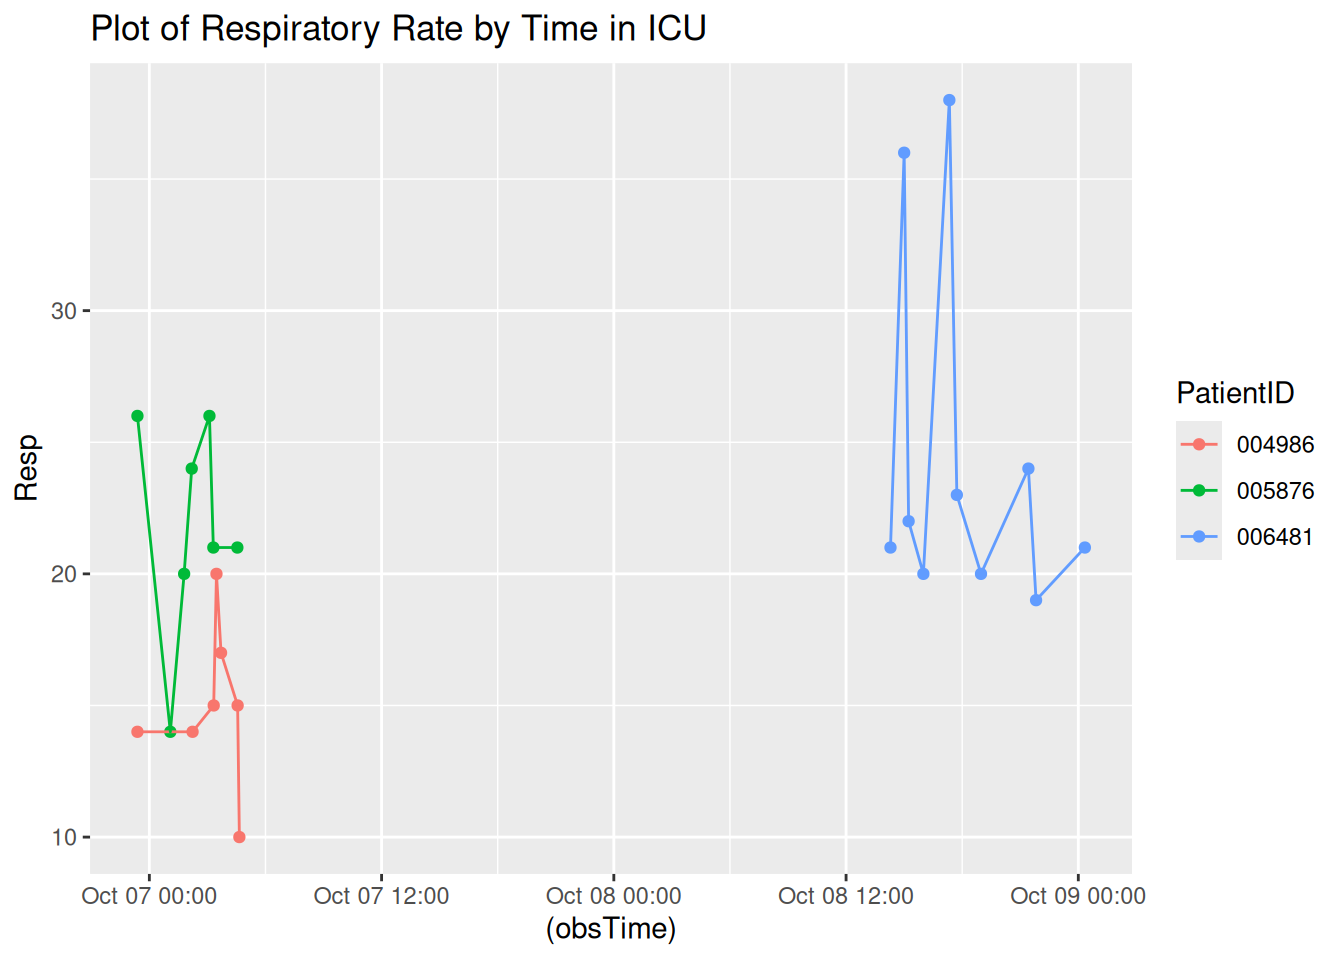 Plot of Respiratory Rate by Time in ICU
Resp
30
20
10
Oct 07 00:00 Oct 07 12:00 Oct 08 00:00 Oct 08 12:00 Oct 09 00:00
(obsTime)
PatientID
004986
005876
006481